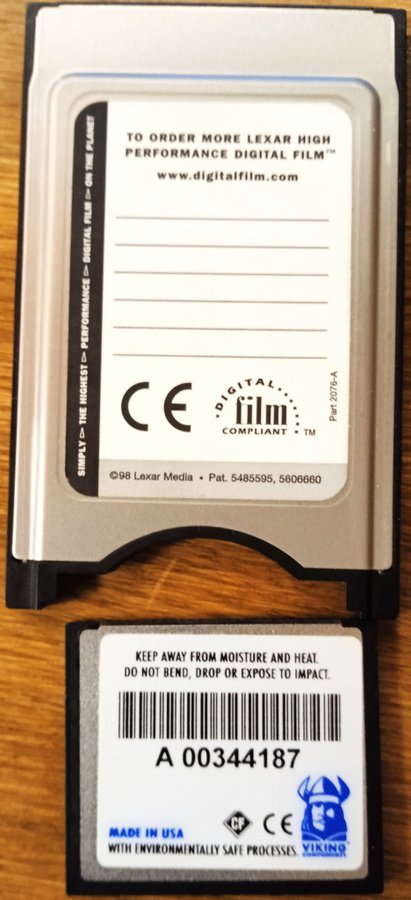 TO ORDER MORE LEXAR HIGH
PERFORMANCE DIGITAL FILM™
www.digitalfilm.com
SIMPLY ▷ THE HIGHEST ▷ PERFORMANCE ▷ DIGITAL FILM ▷ ON THE PLANET
CE
DIGITAL
film
COMPLIANT ™
Part 2076-A
©98 Lexar Media • Pat. 5485595, 5606660
KEEP AWAY FROM MOISTURE AND HEAT.
DO NOT BEND, DROP OR EXPOSE TO IMPACT.
A 00344187
MADE IN USA
CF CE
WITH ENVIRONMENTALLY SAFE PROCESSES.
VIKING
COMPONENTS